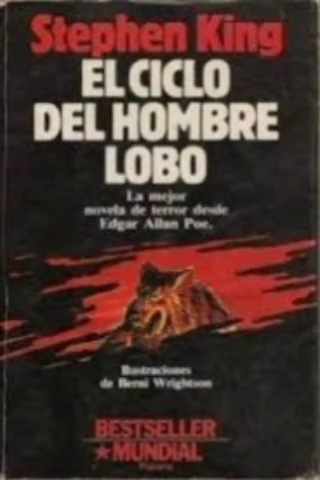 Stephen King
EL CICLO
DEL HOMBRE
LOBO
La mejor
novela de terror desde
Edgar Allan Poe.
Ilustraciones
de Berni Wrightson
BESTSELLER
★MUNDIAL
Planeta